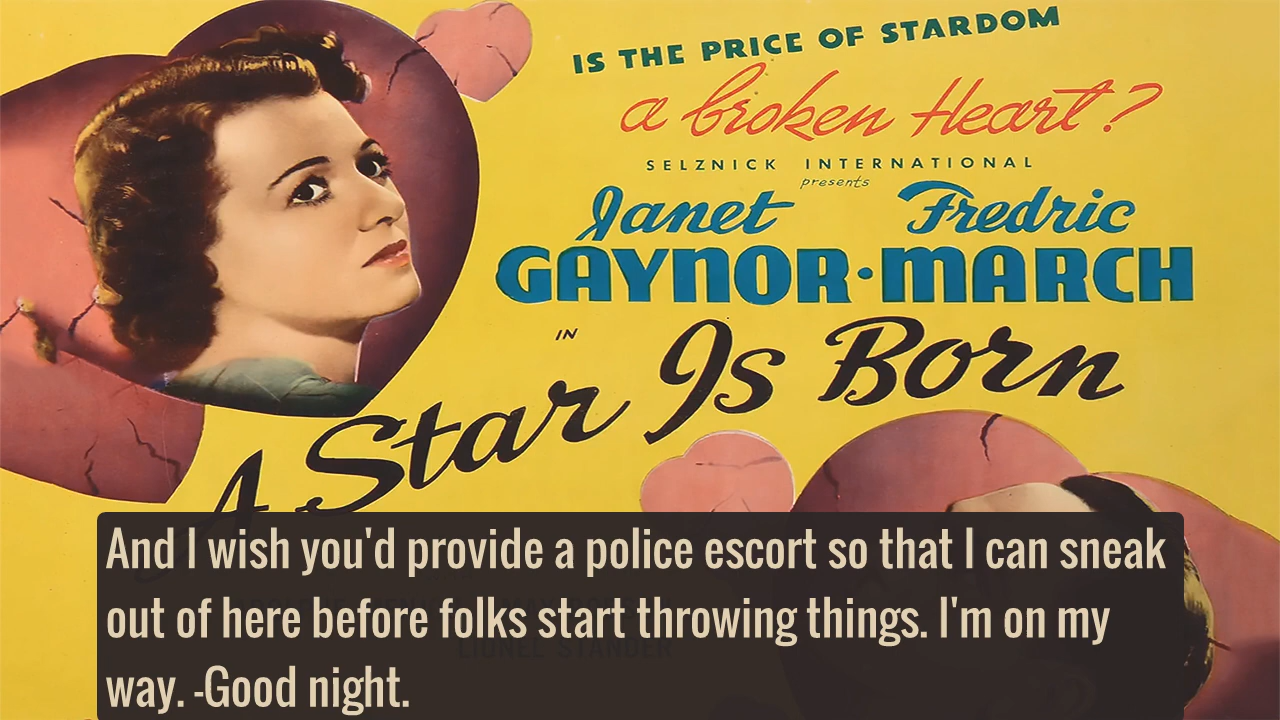 IS THE PRICE OF STARDOM
a broken Heart?
SELZNICK INTERNATIONAL
presents
Janet Fredric
GAYNOR·MARCH
IN
A Star Is Born
And I wish you'd provide a police escort so that I can sneak
out of here before folks start throwing things. I'm on my
way. -Good night.
LIONEL STANDER